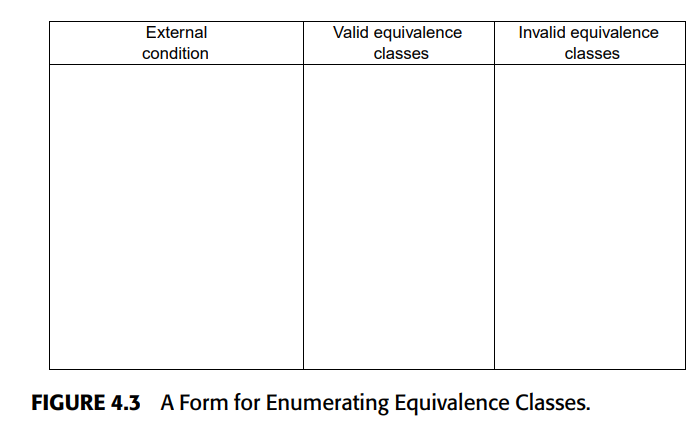 External
condition
Valid equivalence
classes
Invalid equivalence
classes
FIGURE 4.3 A Form for Enumerating Equivalence Classes.